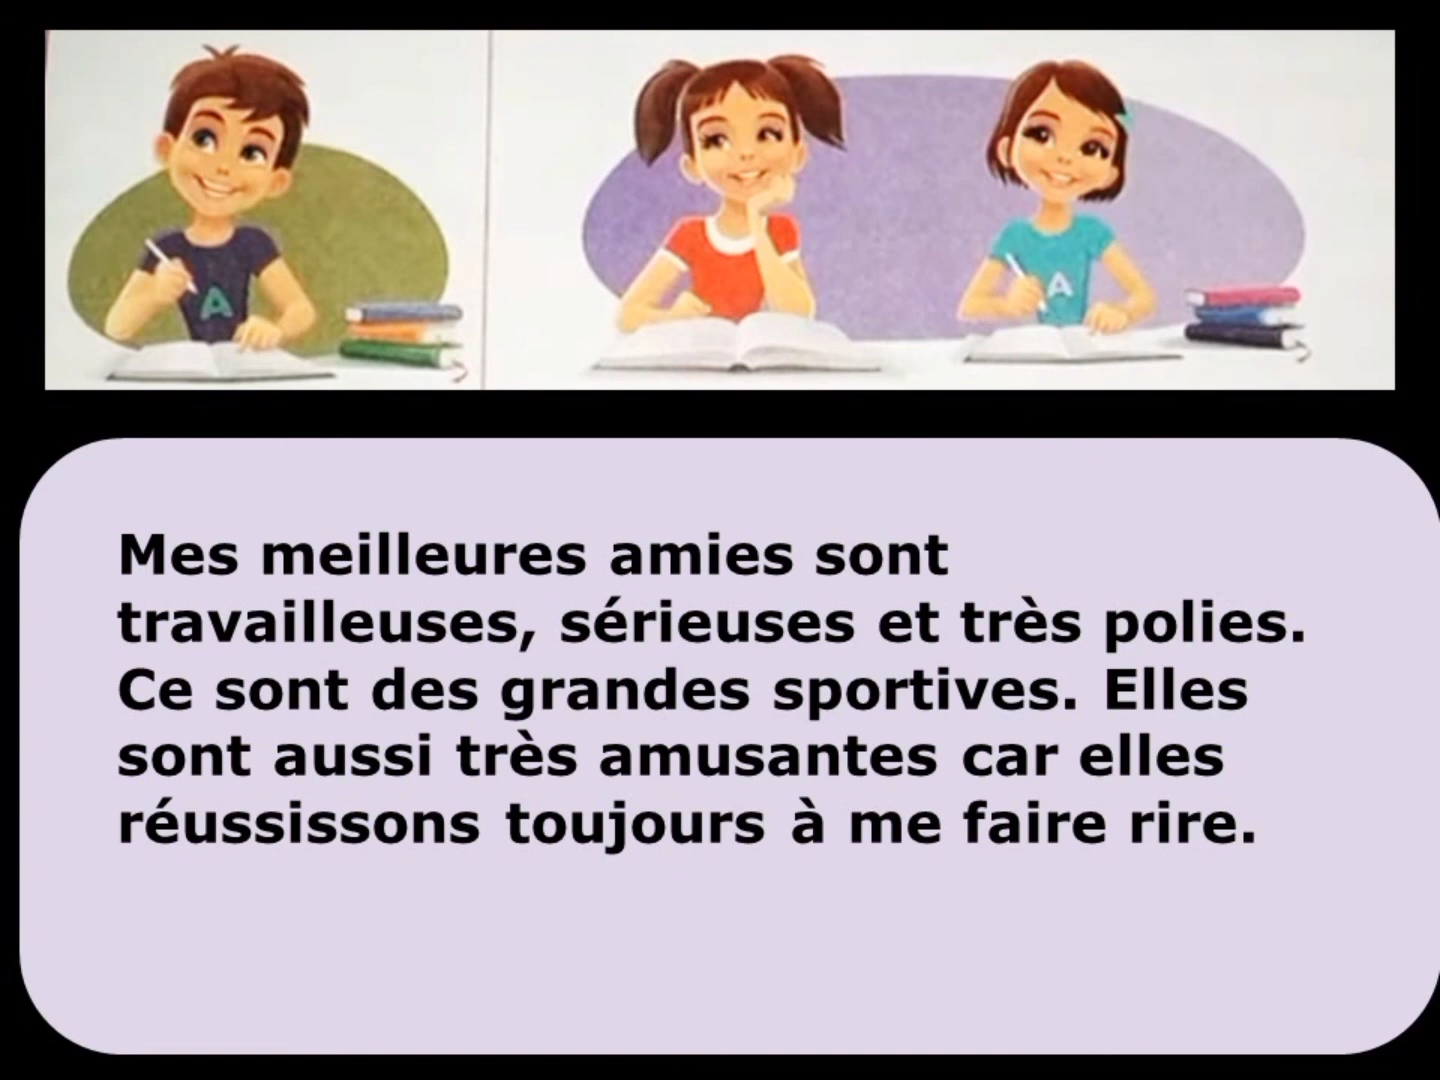 A
A
Mes meilleures amies sont
travailleuses, sérieuses et très polies.
Ce sont des grandes sportives. Elles
sont aussi très amusantes car elles
réussissons toujours à me faire rire.